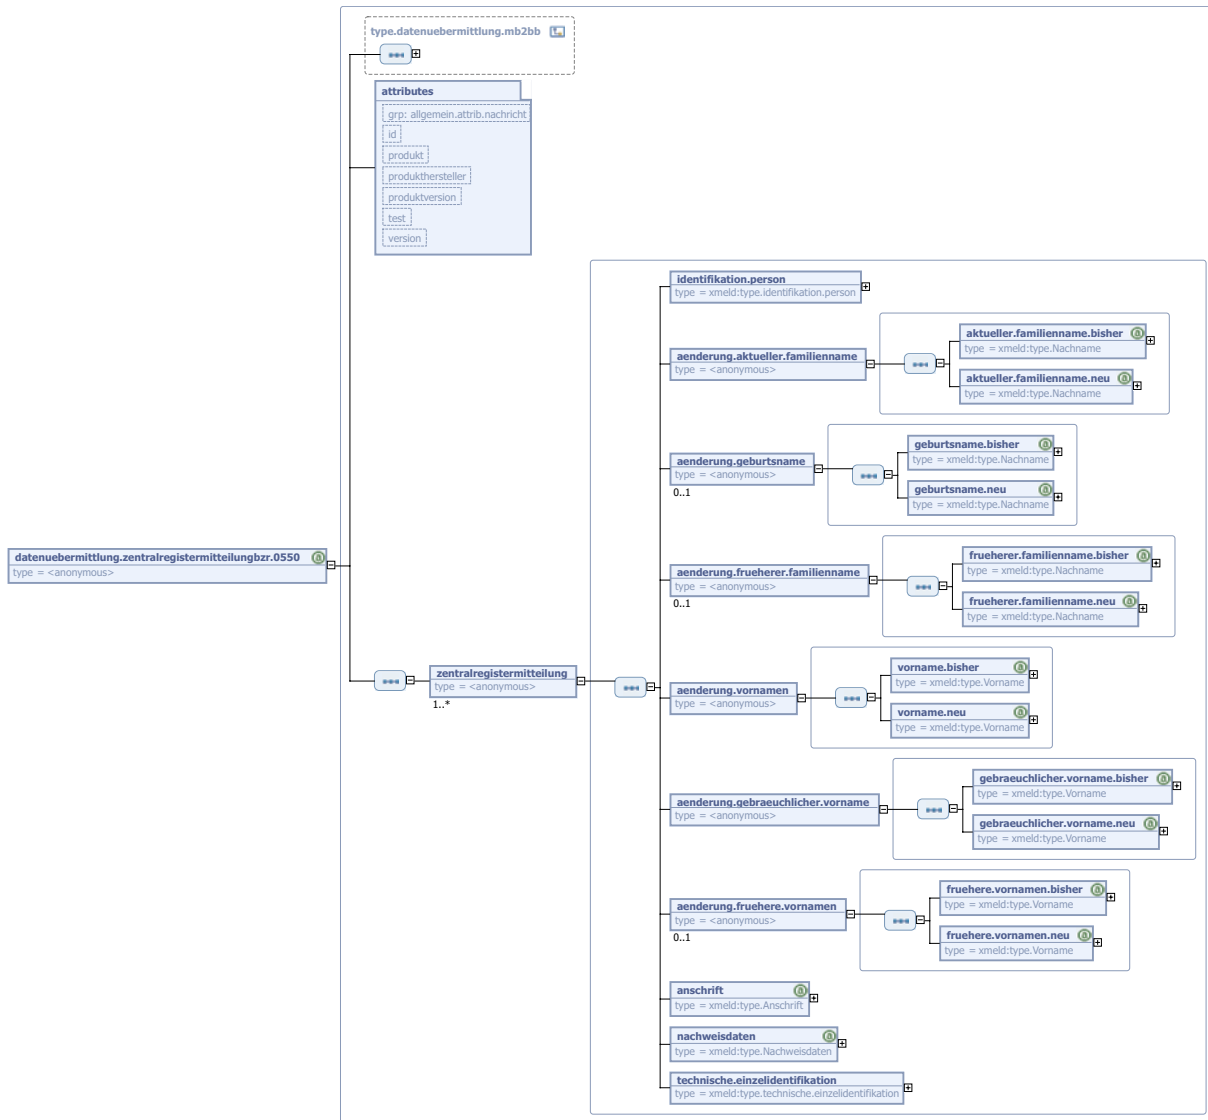 type.datenuebermittlung.mb2bb
attributes
grp: allgemein.attrib.nachricht
id
produkt
produkthersteller
produktversion
test
version
identifikation.person
type = xmeld:type.identifikation.person
aktueller.familienname.bisher
type = xmeld:type.Nachname
aenderung.aktueller.familienname
type = <anonymous>
aktueller.familienname.neu
type = xmeld:type.Nachname
geburtsname.bisher
type = xmeld:type.Nachname
aenderung.geburtsname
type = <anonymous>
0..1
geburtsname.neu
type = xmeld:type.Nachname
datenuebermittlung.zentralregistermitteilungbzr.0550
type = <anonymous>
frueherer.familienname.bisher
type = xmeld:type.Nachname
aenderung.frueherer.familienname
type = <anonymous>
0..1
frueherer.familienname.neu
type = xmeld:type.Nachname
zentralregistermitteilung
type = <anonymous>
1..*
vorname.bisher
type = xmeld:type.Vorname
aenderung.vornamen
type = <anonymous>
vorname.neu
type = xmeld:type.Vorname
gebraeuchlicher.vorname.bisher
type = xmeld:type.Vorname
aenderung.gebraeuchlicher.vorname
type = <anonymous>
gebraeuchlicher.vorname.neu
type = xmeld:type.Vorname
fruehere.vornamen.bisher
type = xmeld:type.Vorname
aenderung.fruehere.vornamen
type = <anonymous>
0..1
fruehere.vornamen.neu
type = xmeld:type.Vorname
anschrift
type = xmeld:type.Anschrift
nachweisdaten
type = xmeld:type.Nachweisdaten
technische.einzelidentifikation
type = xmeld:type.technische.einzelidentifikation